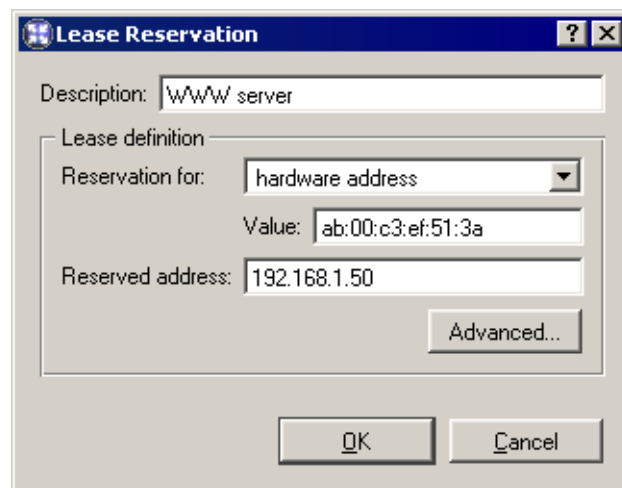 Lease Reservation
Description: WWW server
Lease definition
Reservation for: hardware address
Value: ab:00:c3:ef:51:3a
Reserved address: 192.168.1.50
Advanced...
OK Cancel